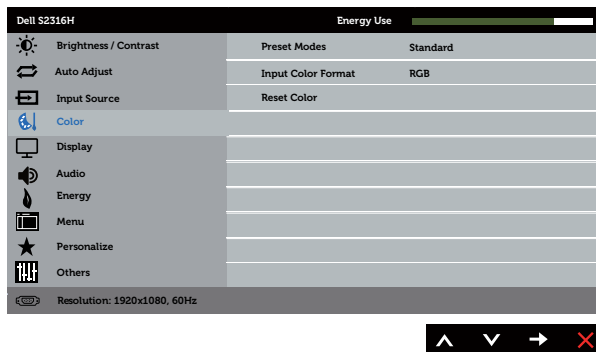 Dell S2316H Energy Use
Brightness / Contrast Preset Modes Standard
Auto Adjust Input Color Format RGB
Input Source Reset Color
Color
Display
Audio
Energy
Menu
Personalize
Others
Resolution: 1920x1080, 60Hz